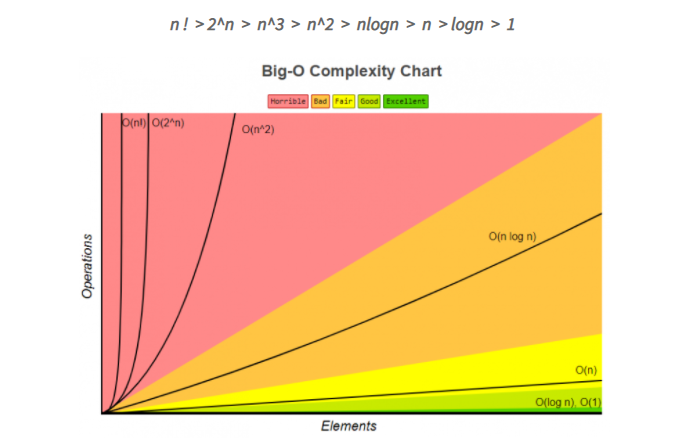 n! > 2^n > n^3 > n^2 > nlogn > n > logn > 1
Big-O Complexity Chart
Horrible Bad Fair Good Excellent
O(n!) O(2^n)
O(n^2)
O(n log n)
O(n)
O(log n), O(1)
Operations
Elements